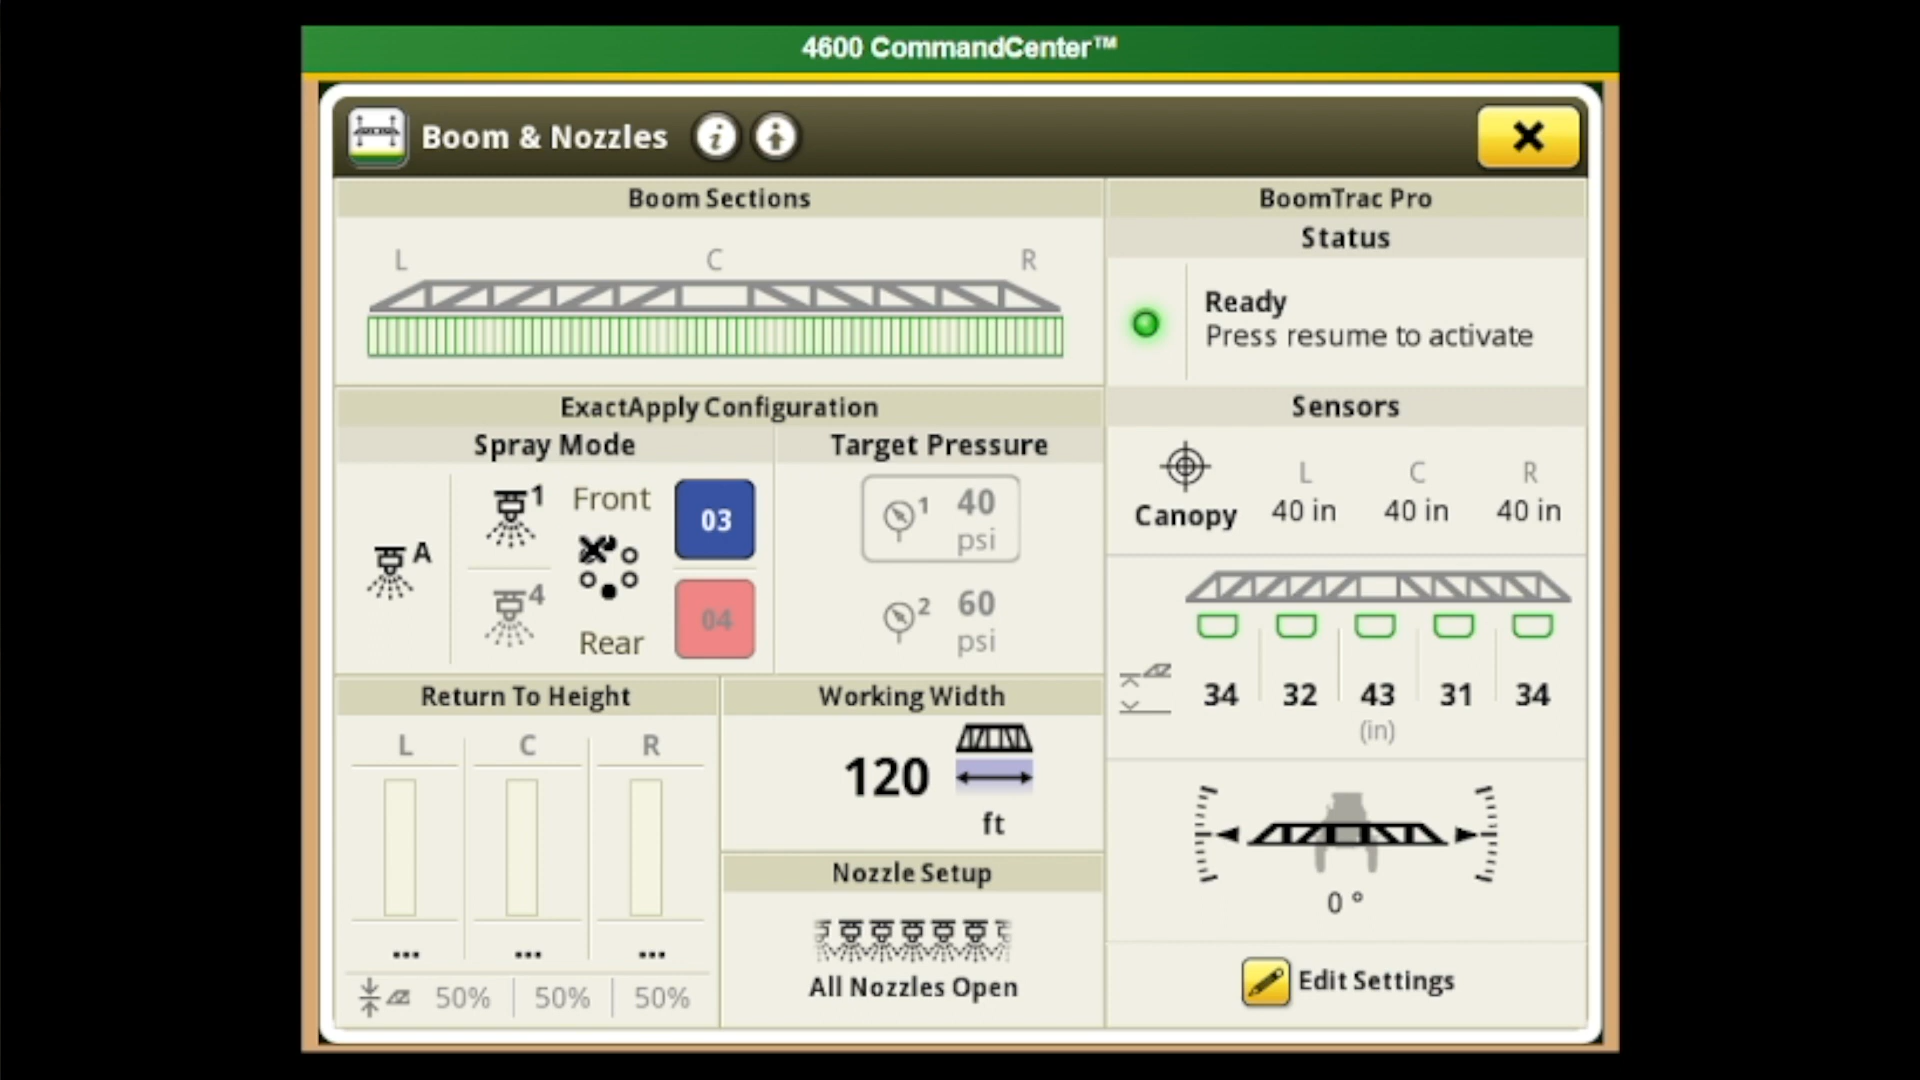 4600 CommandCenter™
Boom & Nozzles
Boom Sections
L C R
ExactApply Configuration
Spray Mode
Target Pressure
A
1
Front
03
4
Rear
04
1 40
psi
2 60
psi
Return To Height
L C R
... ... ...
50% 50% 50%
Working Width
120
ft
Nozzle Setup
All Nozzles Open
BoomTrac Pro
Status
Ready
Press resume to activate
Sensors
L C R
Canopy 40 in 40 in 40 in
34 32 43 31 34
(in)
0 °
Edit Settings